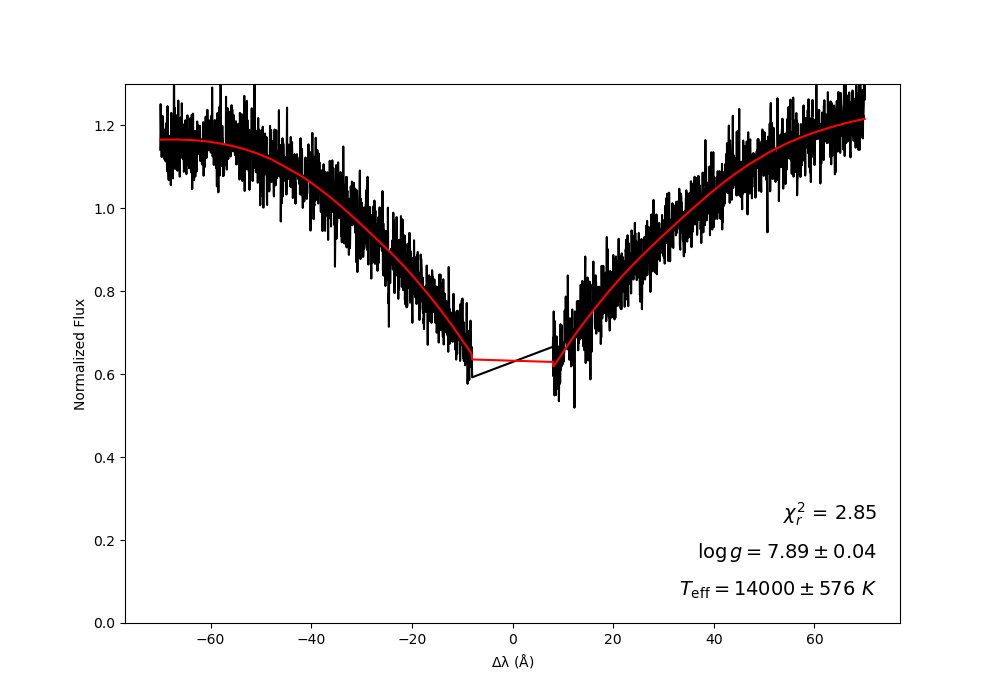 1.2
1.0
0.8
0.6
0.4
0.2
0.0
Normalized Flux
χ²ᵣ = 2.85
log g = 7.89 ± 0.04
T_eff = 14000 ± 576 K
−60 −40 −20 0 20 40 60
Δλ (Å)